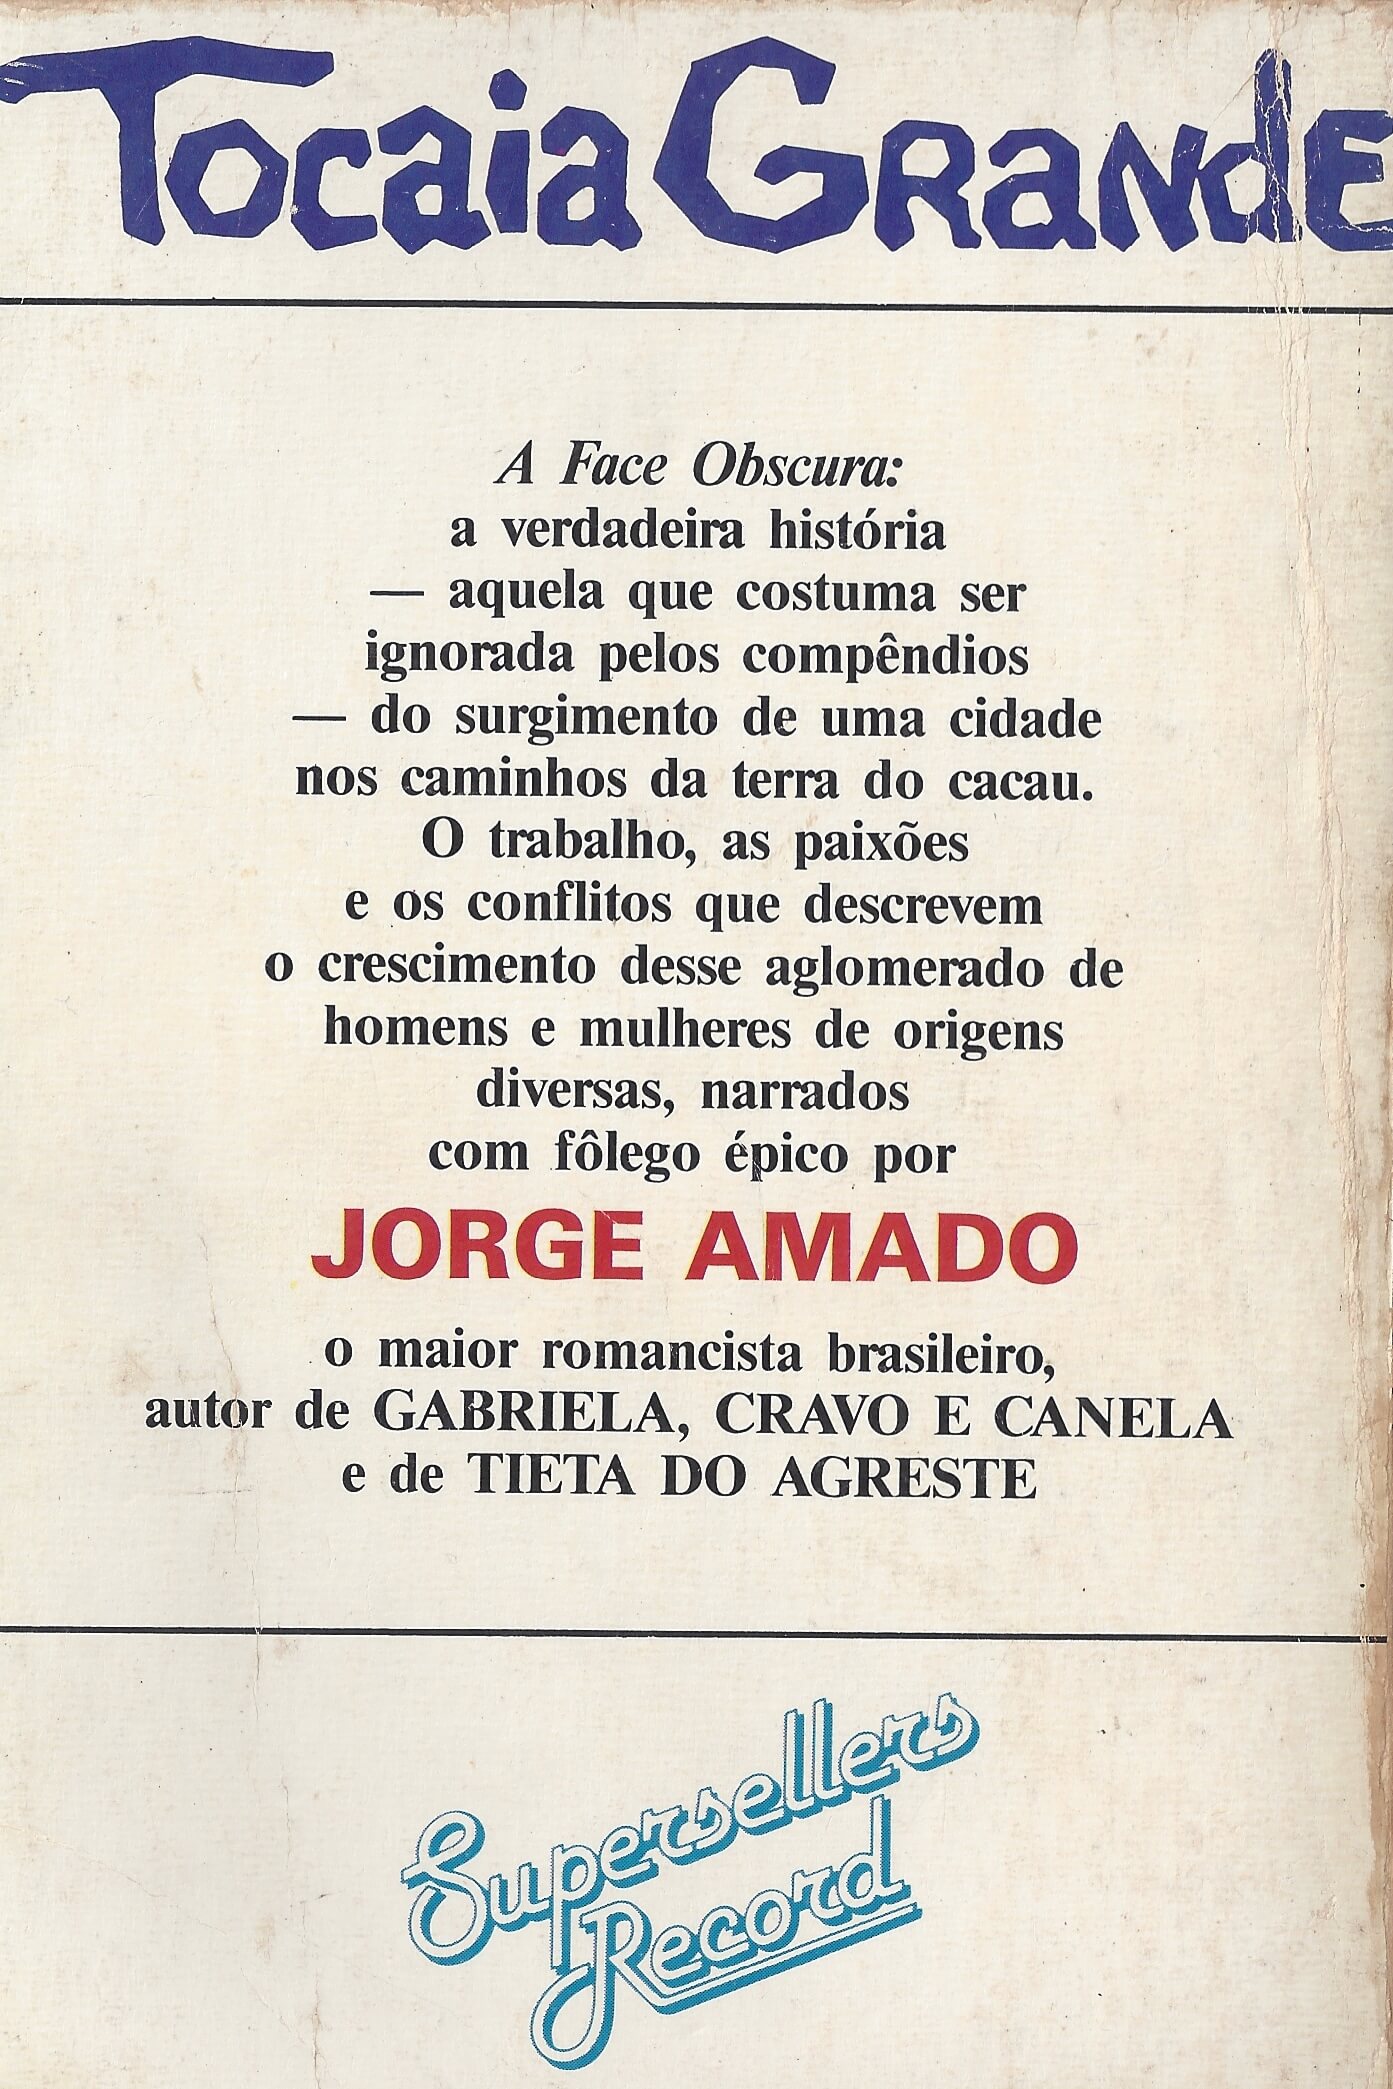 Tocaia Grande
A Face Obscura:
a verdadeira história
— aquela que costuma ser
ignorada pelos compêndios
— do surgimento de uma cidade
nos caminhos da terra do cacau.
O trabalho, as paixões
e os conflitos que descrevem
o crescimento desse aglomerado de
homens e mulheres de origens
diversas, narrados
com fôlego épico por
JORGE AMADO
o maior romancista brasileiro,
autor de GABRIELA, CRAVO E CANELA
e de TIETA DO AGRESTE
Supersellers
Record